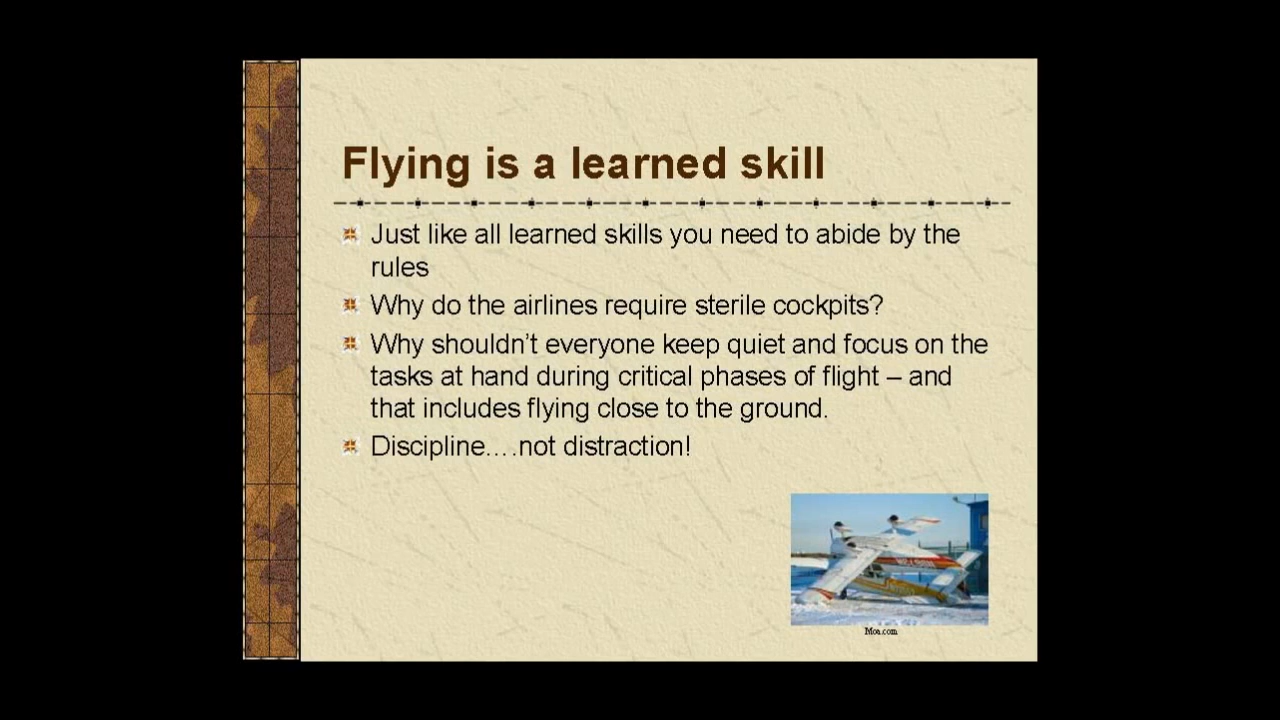 Flying is a learned skill
Just like all learned skills you need to abide by the
rules
Why do the airlines require sterile cockpits?
Why shouldn't everyone keep quiet and focus on the
tasks at hand during critical phases of flight – and
that includes flying close to the ground.
Discipline….not distraction!
Moa.com